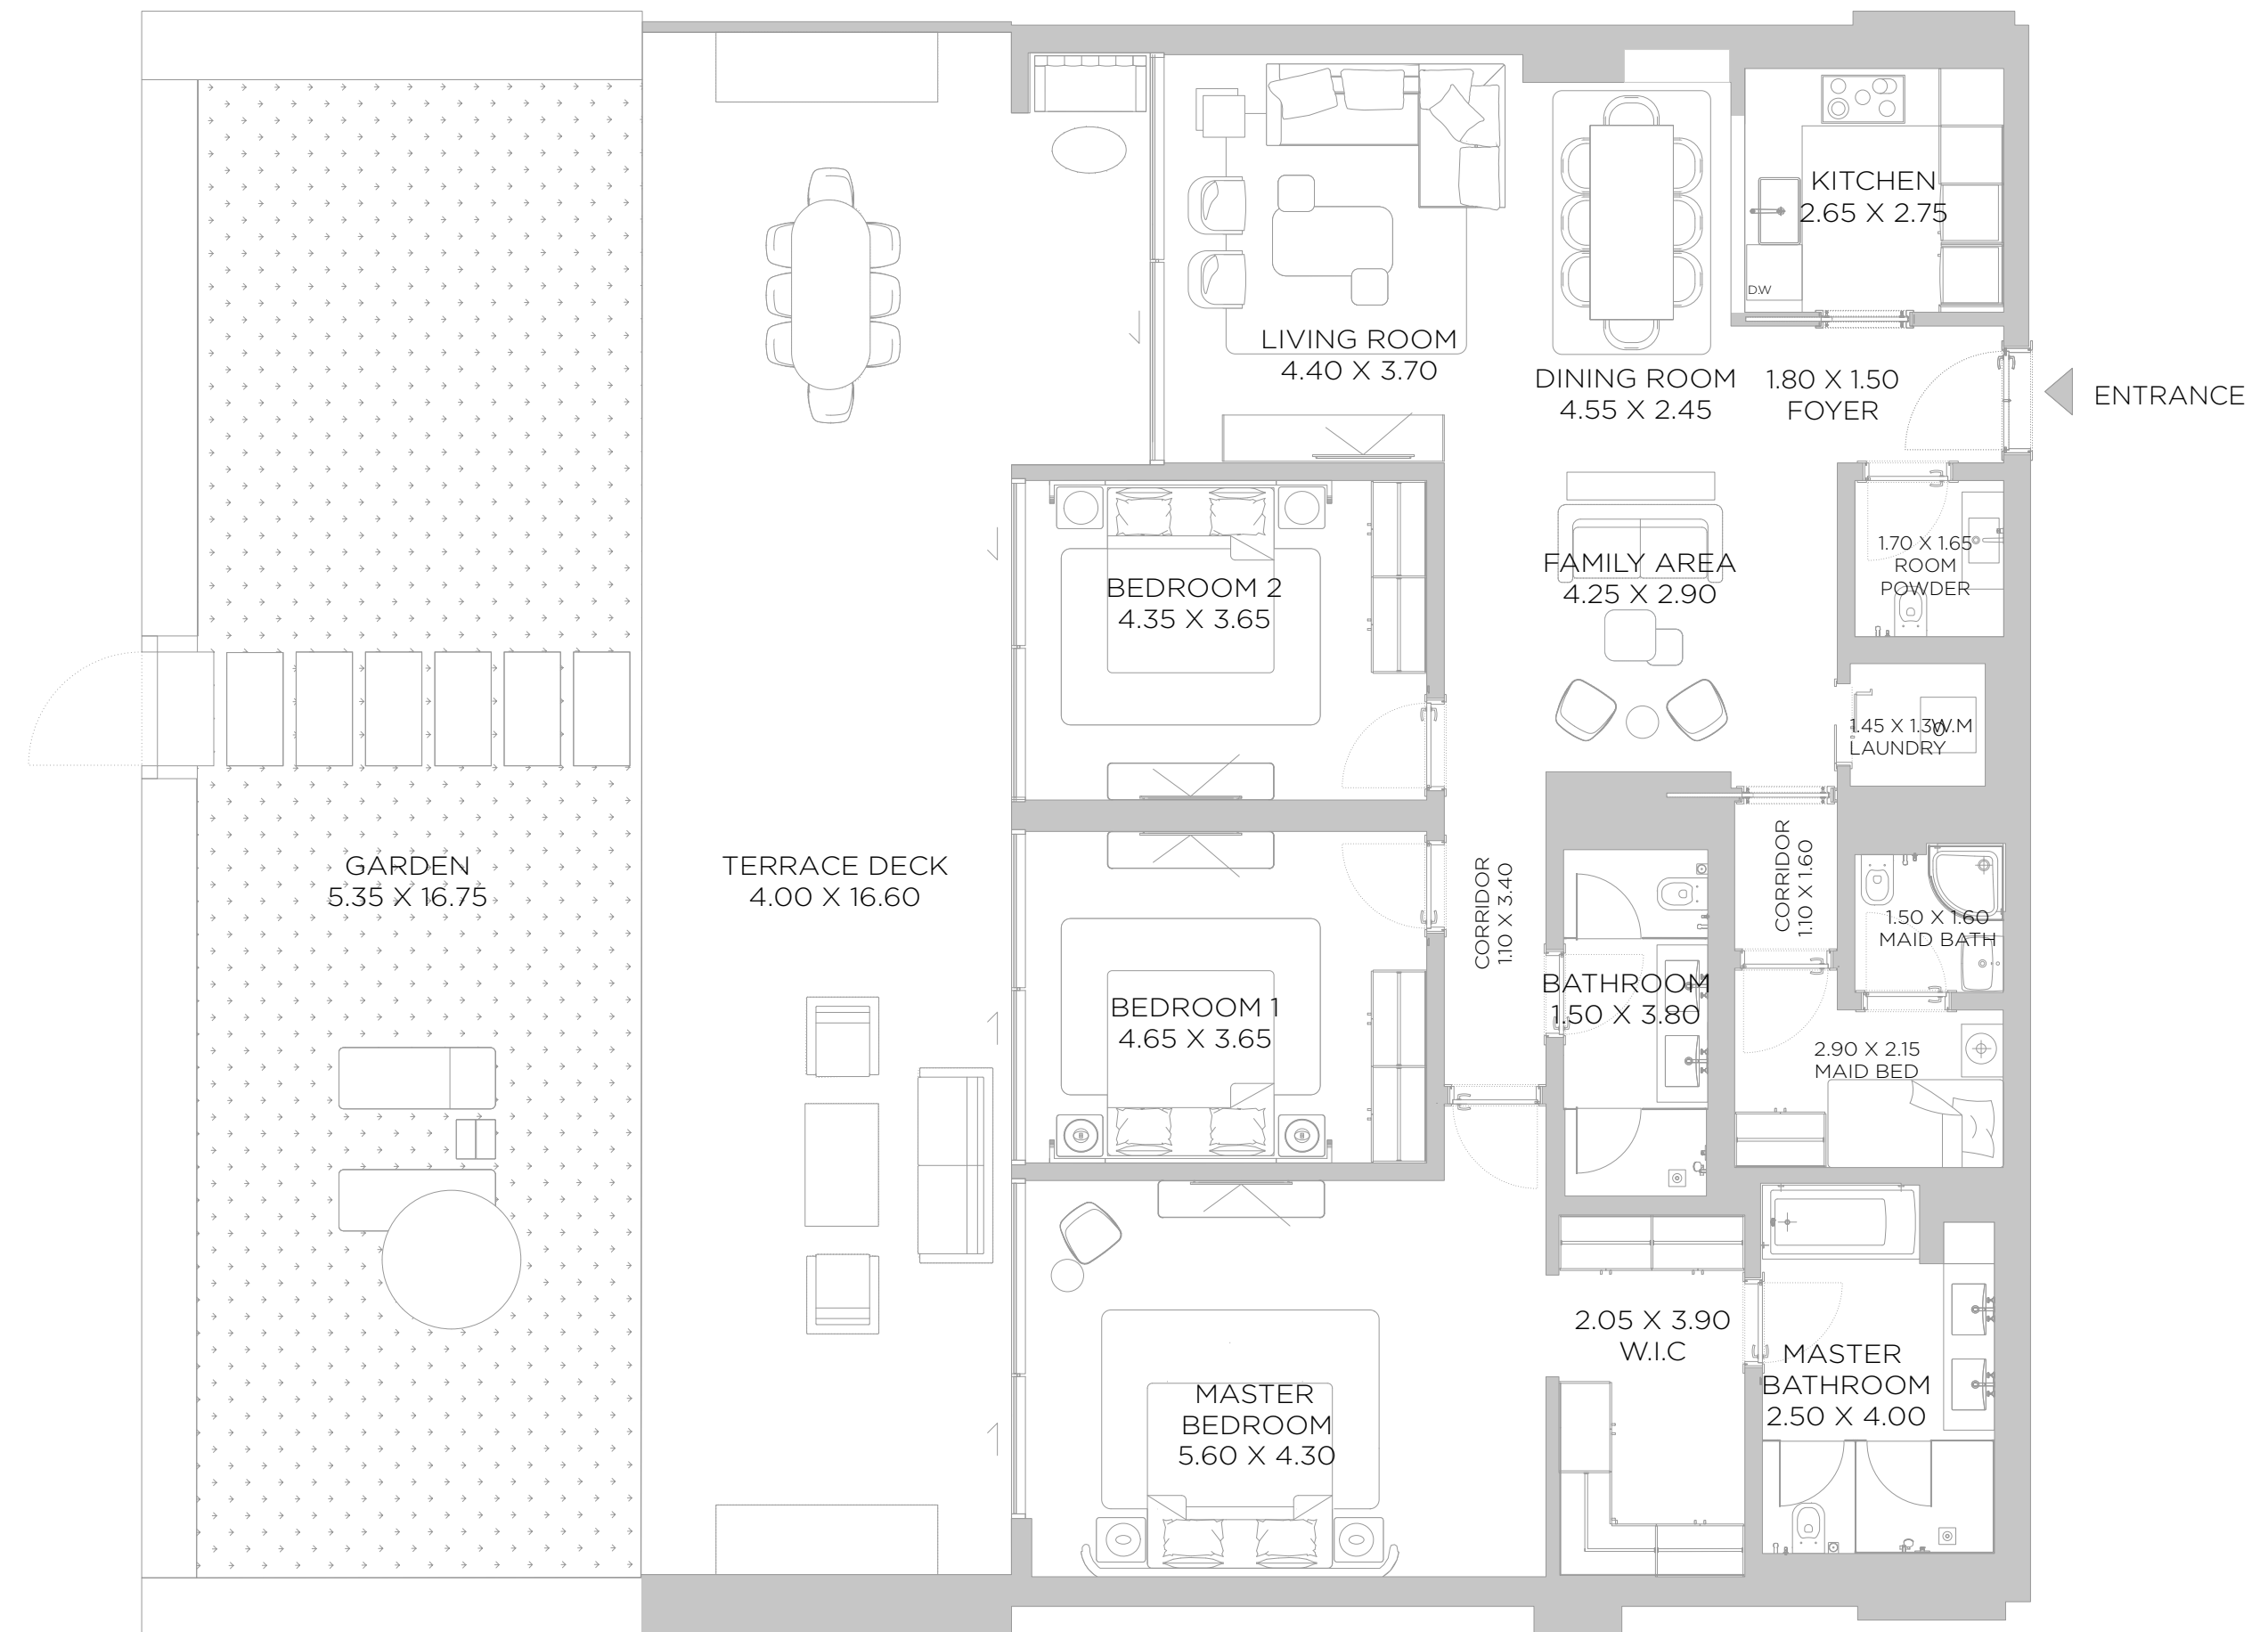 KITCHEN
2.65 X 2.75
D.W
LIVING ROOM
4.40 X 3.70
DINING ROOM
4.55 X 2.45
1.80 X 1.50
FOYER
ENTRANCE
BEDROOM 2
4.35 X 3.65
FAMILY AREA
4.25 X 2.90
1.70 X 1.65
ROOM
POWDER
1.45 X 1.3
0
W.M
LAUNDRY
GARDEN
5.35 X 16.75
TERRACE DECK
4.00 X 16.60
CORRIDOR
1.10 X 3.40
CORRIDOR
1.10 X 1.60
1.50 X 1.60
MAID BATH
BEDROOM 1
4.65 X 3.65
BATHROOM
1.50 X 3.80
2.90 X 2.15
MAID BED
2.05 X 3.90
W.I.C
MASTER
BATHROOM
2.50 X 4.00
MASTER
BEDROOM
5.60 X 4.30